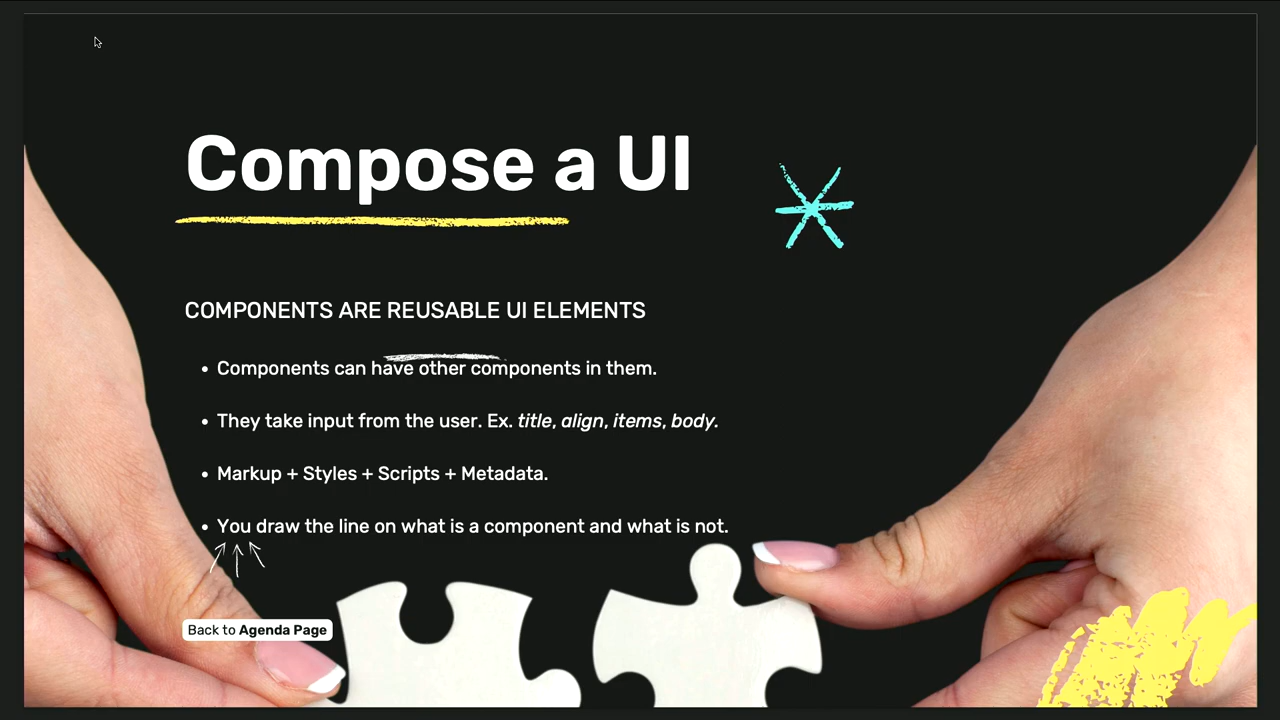 Compose a UI
COMPONENTS ARE REUSABLE UI ELEMENTS
• Components can have other components in them.
• They take input from the user. Ex. title, align, items, body.
• Markup + Styles + Scripts + Metadata.
• You draw the line on what is a component and what is not.
Back to Agenda Page